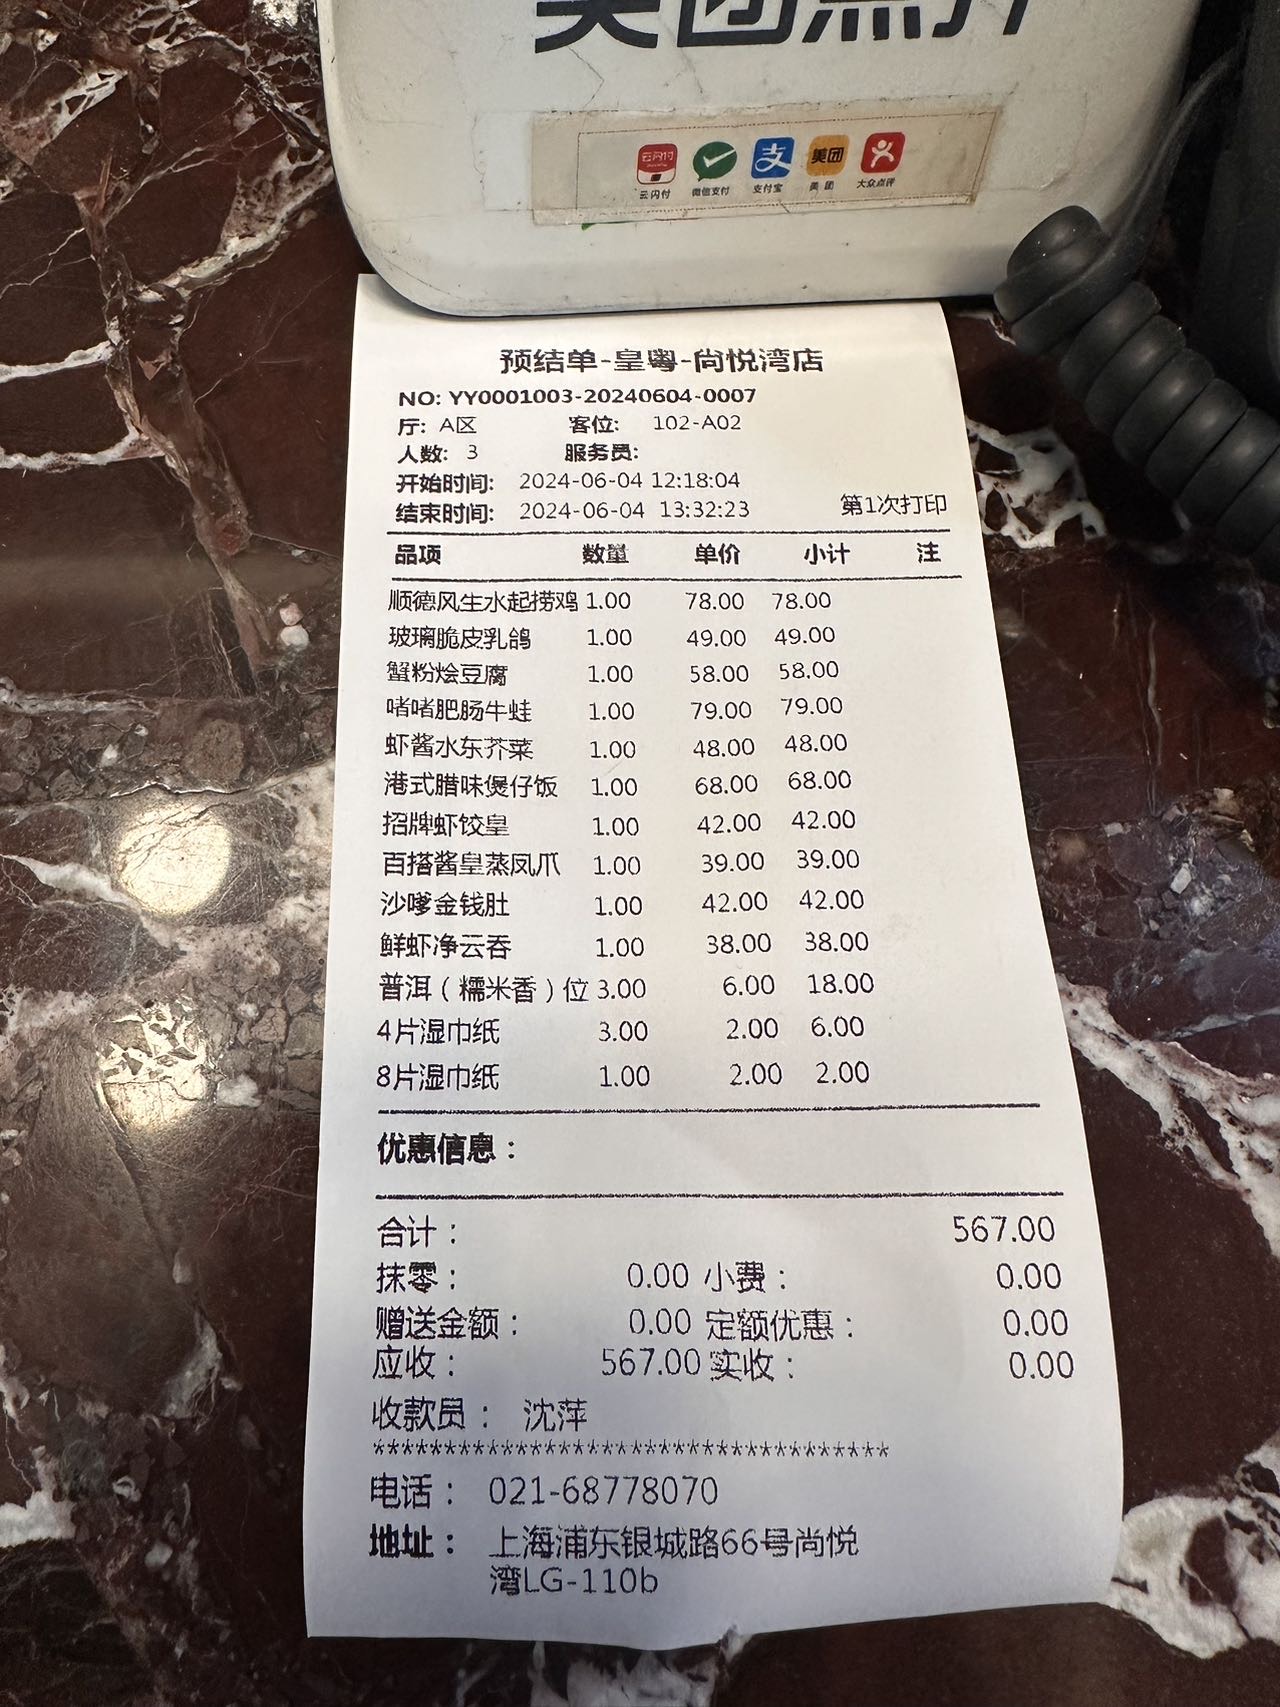 美团点评
云闪付
云闪付 微信支付 支付宝 美团 大众点评
预结单-皇粤-尚悦湾店
NO: YY0001003-20240604-0007
厅: A区 客位: 102-A02
人数: 3 服务员:
开始时间: 2024-06-04 12:18:04
结束时间: 2024-06-04 13:32:23 第1次打印
品项 数量 单价 小计 注
顺德风生水起捞鸡 1.00 78.00 78.00
玻璃脆皮乳鸽 1.00 49.00 49.00
蟹粉烩豆腐 1.00 58.00 58.00
啫啫肥肠牛蛙 1.00 79.00 79.00
虾酱水东芥菜 1.00 48.00 48.00
港式腊味煲仔饭 1.00 68.00 68.00
招牌虾饺皇 1.00 42.00 42.00
百搭酱皇蒸凤爪 1.00 39.00 39.00
沙嗲金钱肚 1.00 42.00 42.00
鲜虾净云吞 1.00 38.00 38.00
普洱（糯米香）位 3.00 6.00 18.00
4片湿巾纸 3.00 2.00 6.00
8片湿巾纸 1.00 2.00 2.00
优惠信息：
合计： 567.00
抹零： 0.00 小费： 0.00
赠送金额： 0.00 定额优惠： 0.00
应收： 567.00 实收： 0.00
收款员： 沈萍
************************************
电话： 021-68778070
地址： 上海浦东银城路66号尚悦
湾LG-110b